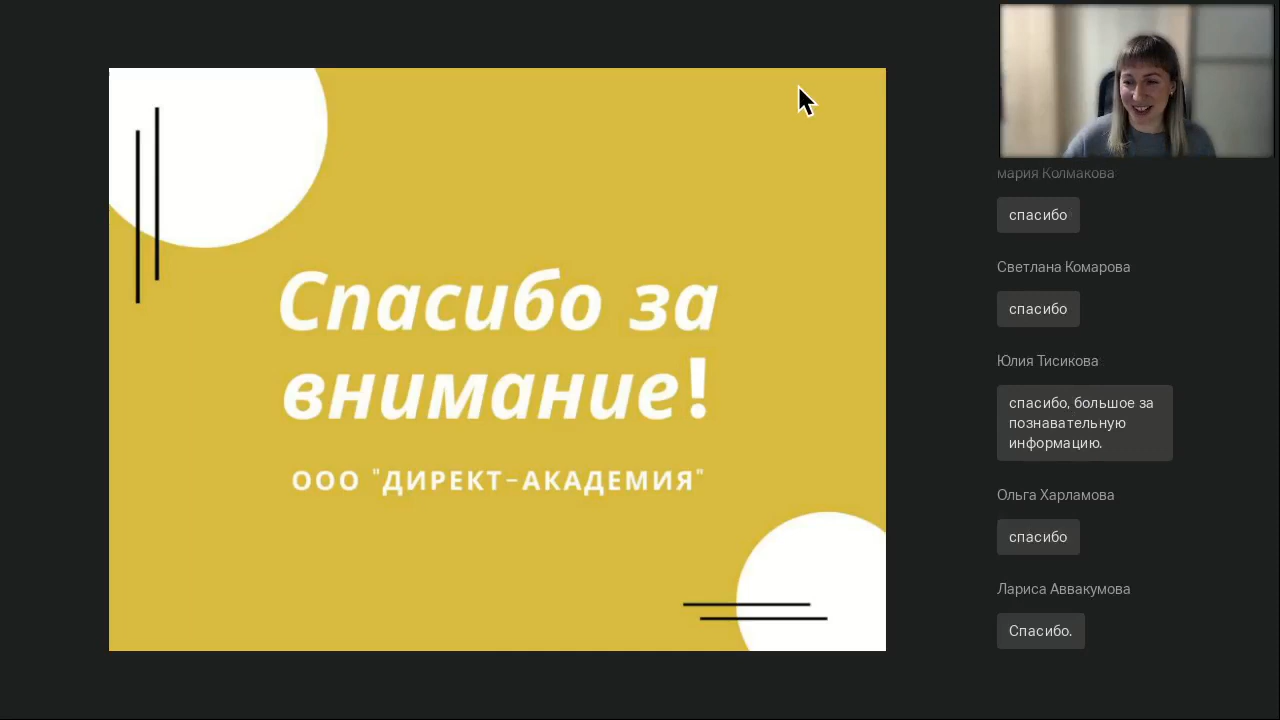 Спасибо за
внимание!
ООО "ДИРЕКТ-АКАДЕМИЯ"
мария Колмакова
спасибо
Светлана Комарова
спасибо
Юлия Тисикова
спасибо, большое за
познавательную
информацию.
Ольга Харламова
спасибо
Лариса Аввакумова
Спасибо.